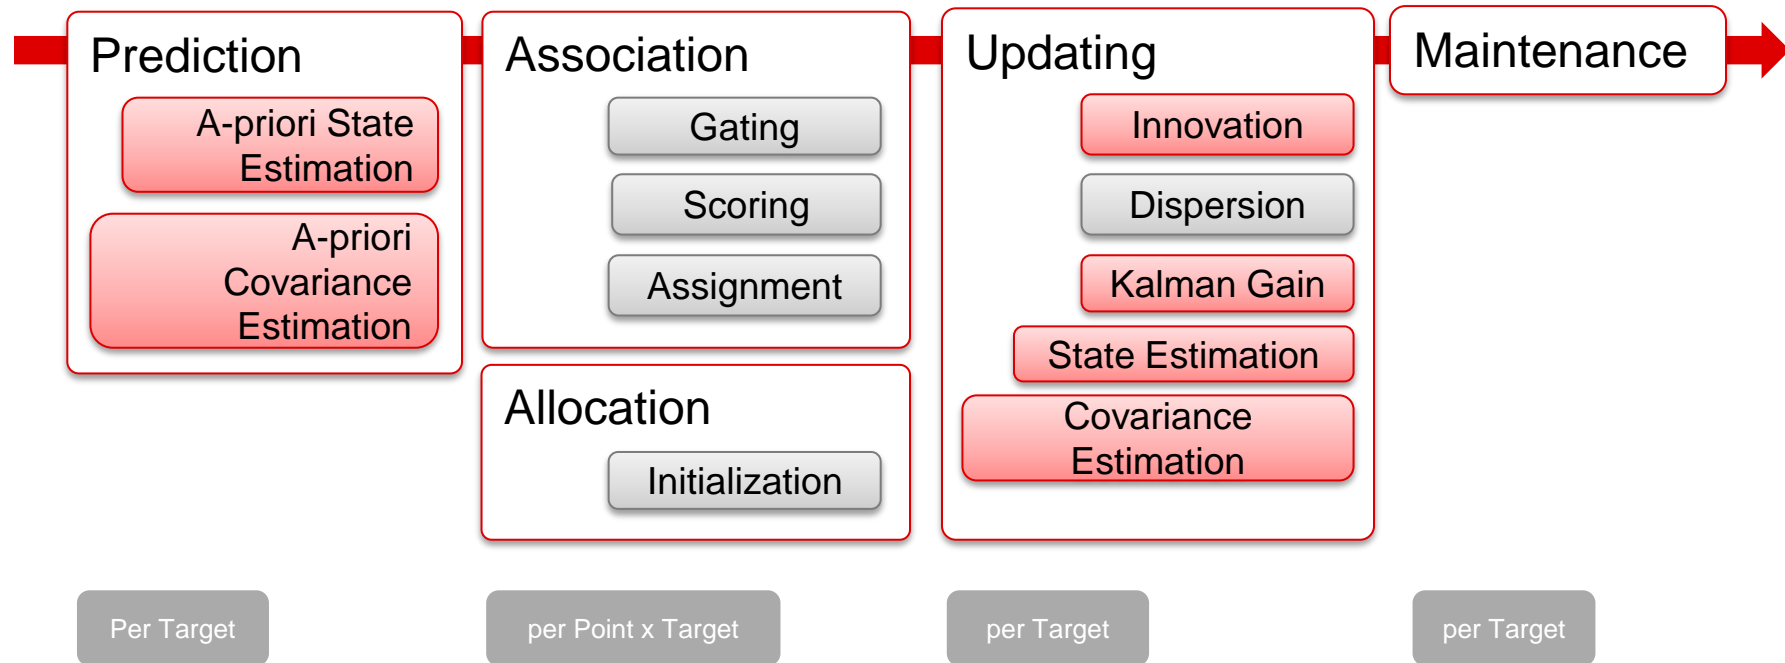 Prediction
A-priori State
Estimation
A-priori
Covariance
Estimation
Association
Gating
Scoring
Assignment
Allocation
Initialization
Updating
Innovation
Dispersion
Kalman Gain
State Estimation
Covariance
Estimation
Maintenance
Per Target
per Point x Target
per Target
per Target